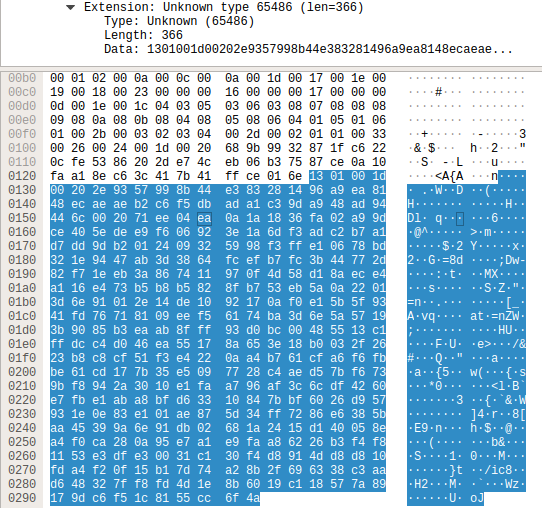 Extension: Unknown type 65486 (len=366)
Type: Unknown (65486)
Length: 366
Data: 1301001d00202e9357998b44e383281496a9ea8148ecaeae...
00b0 00 01 02 00 0a 00 0c 00 0a 00 1d 00 17 00 1e 00 ········ ········
00c0 19 00 18 00 23 00 00 00 16 00 00 00 17 00 00 00 ····#··· ········
00d0 0d 00 1e 00 1c 04 03 05 03 06 03 08 07 08 08 08 ········ ········
00e0 09 08 0a 08 0b 08 04 08 05 08 06 04 01 05 01 06 ········ ········
00f0 01 00 2b 00 03 02 03 04 00 2d 00 02 01 01 00 33 ··+····· ·-·····3
0100 00 26 00 24 00 1d 00 20 68 9b 99 32 87 1f c6 22 ·&·$··· h··2···"
0110 0c fe 53 86 20 2d e7 4c eb 06 b3 75 87 ce 0a 10 ··S· -·L ···u····
0120 fa a1 8e c6 3c 41 7b 41 ff ce 01 6e 13 01 00 1d ····<A{A ···n····
0130 00 20 2e 93 57 99 8b 44 e3 83 28 14 96 a9 ea 81 · .·W··D ··(·····
0140 48 ec ae ae b2 c6 f5 db ad a1 c3 9d a9 48 ad 94 H······· ·····H··
0150 44 6c 00 20 71 ee 04 ea 0a 1a 18 36 fa 02 a9 9d Dl· q··· ···6····
0160 ce 40 5e de e9 f6 06 92 3e 1a 6d f3 ad c2 b7 a1 ·@^····· >·m·····
0170 d7 dd 9d b2 01 24 09 32 59 98 f3 ff e1 06 78 bd ·····$·2 Y·····x·
0180 32 1e 94 47 ab 3d 38 64 fc ef b7 fc 3b 44 77 2d 2··G·=8d ····;Dw-
0190 82 f7 1e eb 3a 86 74 11 97 0f 4d 58 d1 8a ec e4 ····:·t· ··MX····
01a0 a1 16 e4 73 b5 b8 b5 82 8f b7 53 eb 5a 0a 22 01 ···s···· ··S·Z·"·
01b0 3d 6e 91 01 2e 14 de 10 92 17 0a f0 e1 5b 5f 93 =n··.··· ·····[_·
01c0 41 fd 76 71 81 09 ee f5 61 74 ba 3d 6e 5a 57 19 A·vq···· at·=nZW·
01d0 3b 90 85 b3 ea ab 8f ff 93 d0 bc 00 48 55 13 c1 ;······· ····HU··
01e0 ff dc c4 d0 46 ea 55 17 8a 65 3e 18 b0 03 2f 26 ····F·U· ·e>···/&
01f0 23 b8 c8 cf 51 f3 e4 22 0a a4 b7 61 cf a6 f6 fb #···Q··" ···a····
0200 be 61 cd 17 7b 35 e5 09 77 28 c4 ae d5 7b f6 73 ·a··{5·· w(···{·s
0210 9b f8 94 2a 30 10 e1 fa a7 96 af 3c 6c df 42 60 ···*0··· ···<l·B`
0220 e7 fb e1 ab a8 bf d6 33 10 84 7b bf 60 26 d9 57 ·······3 ··{·`&·W
0230 93 1e 0e 83 e1 01 ae 87 5d 34 ff 72 86 e6 38 5b ········ ]4·r··8[
0240 aa 45 39 9a 6e 91 db 02 68 1a 24 15 d1 40 05 8e ·E9·n··· h·$··@··
0250 a4 f0 ca 28 0a 95 e7 a1 e9 fa a8 62 26 b3 f4 f8 ···(···· ···b&···
0260 11 53 e3 df e3 00 31 c1 30 f4 d8 91 4d d8 d8 10 ·S····1· 0···M···
0270 fd a4 f2 0f 15 b1 7d 74 a2 8b 2f 69 63 38 c3 aa ······}t ··/ic8··
0280 d6 48 32 7f f8 fd 4d 1e 8b 60 19 c1 18 57 7a 89 ·H2···M· ·`···Wz·
0290 17 9d c6 f5 1c 81 55 cc 6f 4a ······U· oJ